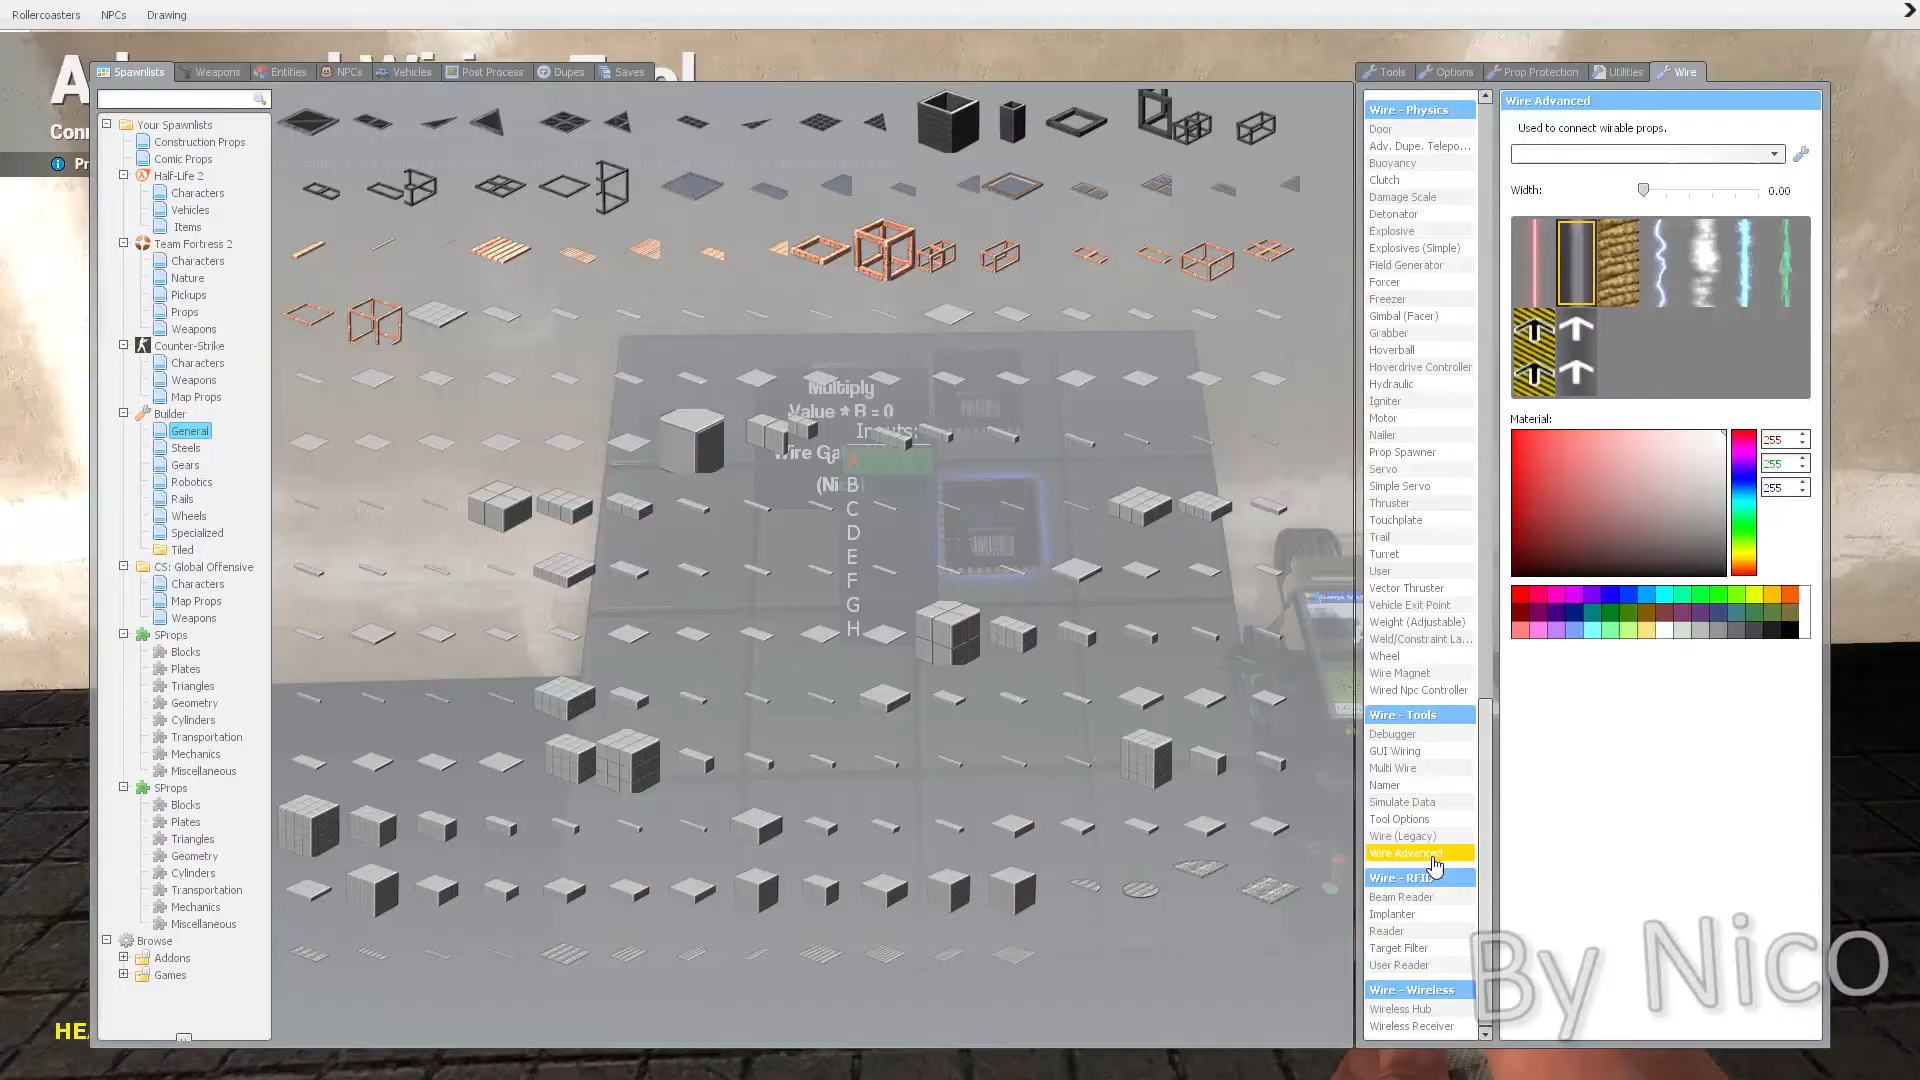 Rollercoasters NPCs Drawing
Spawnlists Weapons Entities NPCs Vehicles Post Process Dupes Saves
Your Spawnlists
Construction Props
Comic Props
Half-Life 2
Characters
Vehicles
Items
Team Fortress 2
Characters
Nature
Pickups
Props
Weapons
Counter-Strike
Characters
Weapons
Map Props
Builder
General
Steels
Gears
Robotics
Rails
Wheels
Specialized
Tiled
CS: Global Offensive
Characters
Map Props
Weapons
SProps
Blocks
Plates
Triangles
Geometry
Cylinders
Transportation
Mechanics
Miscellaneous
SProps
Blocks
Plates
Triangles
Geometry
Cylinders
Transportation
Mechanics
Miscellaneous
Browse
Addons
Games
Multiply
Value * B = 0
Inputs:
A
B
C
D
E
F
G
H
Tools Options Prop Protection Utilities Wire
Wire - Physics
Door
Adv. Dupe. Telepo...
Buoyancy
Clutch
Damage Scale
Detonator
Explosive
Explosives (Simple)
Field Generator
Forcer
Freezer
Gimbal (Facer)
Grabber
Hoverball
Hoverdrive Controller
Hydraulic
Igniter
Motor
Nailer
Prop Spawner
Servo
Simple Servo
Thruster
Touchplate
Trail
Turret
User
Vector Thruster
Vehicle Exit Point
Weight (Adjustable)
Weld/Constraint La...
Wheel
Wire Magnet
Wired Npc Controller
Wire - Tools
Debugger
GUI Wiring
Multi Wire
Namer
Simulate Data
Tool Options
Wire (Legacy)
Wire Advanced
Wire - RFID
Beam Reader
Implanter
Reader
Target Filter
User Reader
Wire - Wireless
Wireless Hub
Wireless Receiver
Wire Advanced
Used to connect wirable props.
Width: 0.00
Material:
255
255
255
By Nico